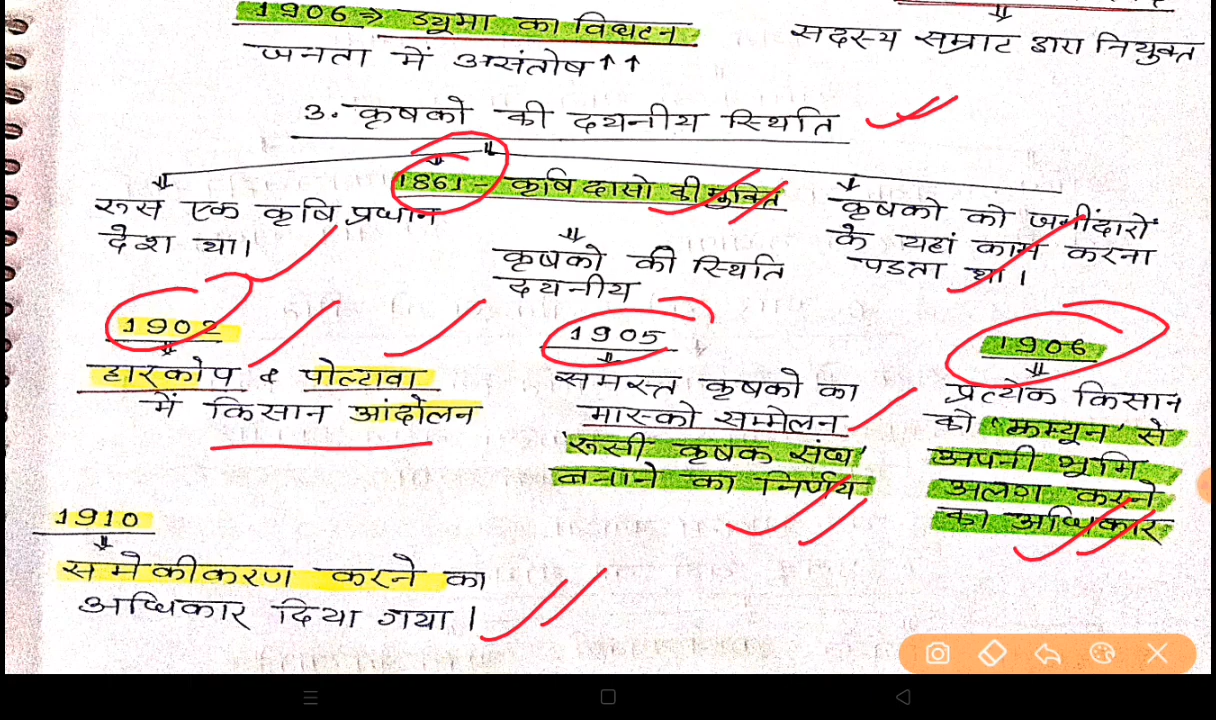 1906⇒ ड्यूमा का विघटन
जनता में असंतोष↑↑
सदस्य सम्राट द्वारा नियुक्त
3. कृषको की दयनीय स्थिति
रूस एक कृषि प्रधान
देश था।
1861- कृषि दासो की मुक्ति
कृषको की स्थिति
दयनीय
कृषको को जमींदारों
के यहां काम करना
पडता था।
1902
हारकोप & पोल्टावा
में किसान आंदोलन
1905
समस्त कृषको का
मास्को सम्मेलन
'रूसी कृषक संघ'
बनाने का निर्णय
1906
प्रत्येक किसान
को 'कम्यून' से
अपनी भूमि
अलग करने
का अधिकार
1910
समेकीकरण करने का
अधिकार दिया गया।